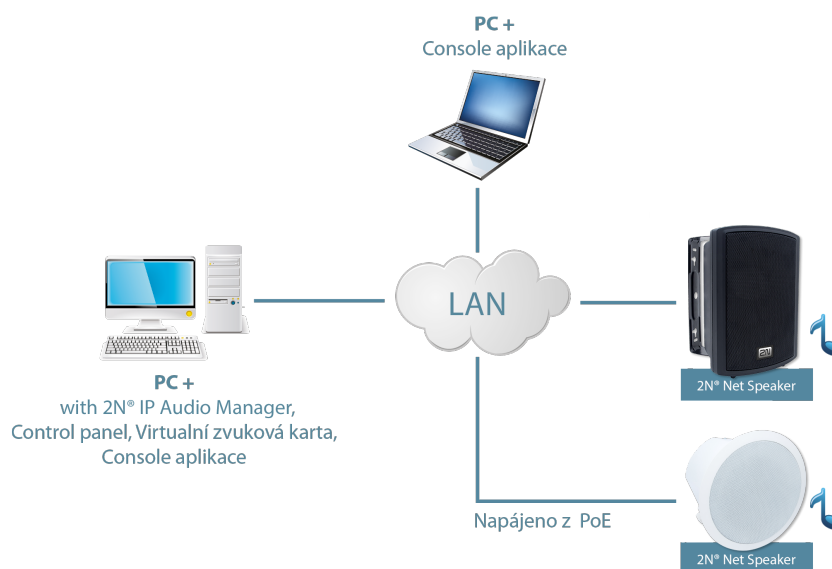 PC +
Console aplikace
LAN
PC +
with 2N® IP Audio Manager,
Control panel, Virtualní zvuková karta,
Console aplikace
2N
2N® Net Speaker
Napájeno z PoE
2N® Net Speaker